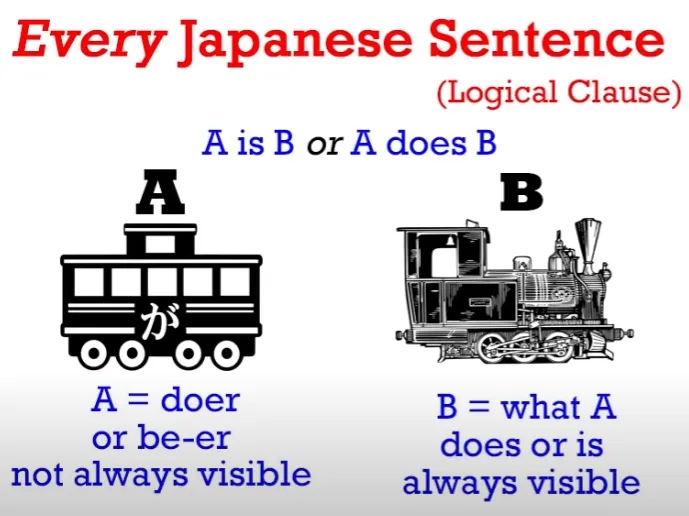 Every Japanese Sentence
(Logical Clause)
A is B or A does B
A
B
が
A = doer
or be-er
not always visible
B = what A
does or is
always visible